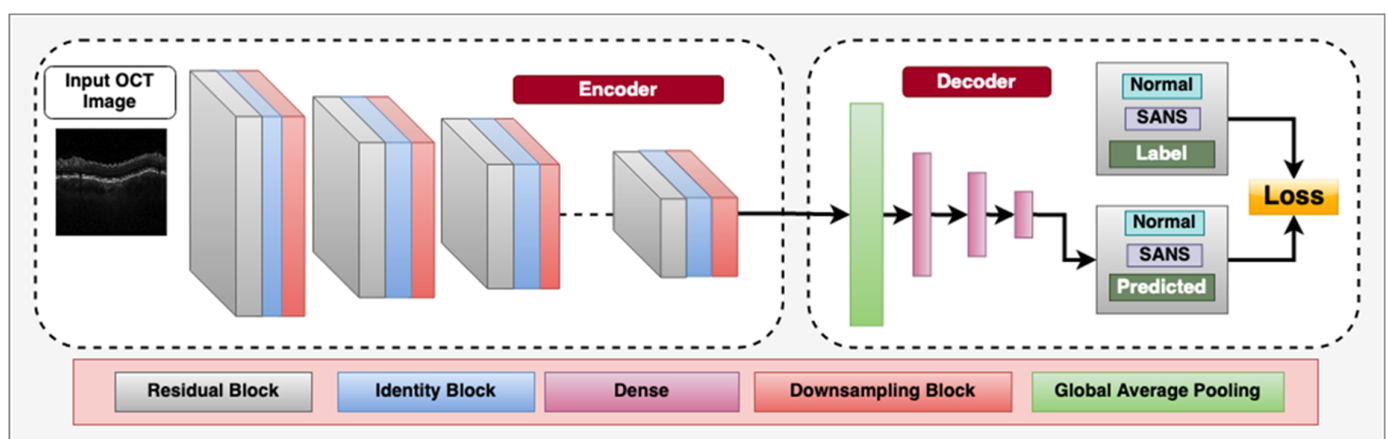 Input OCT
Image
Encoder
Decoder
Normal
SANS
Label
Loss
Normal
SANS
Predicted
Residual Block
Identity Block
Dense
Downsampling Block
Global Average Pooling